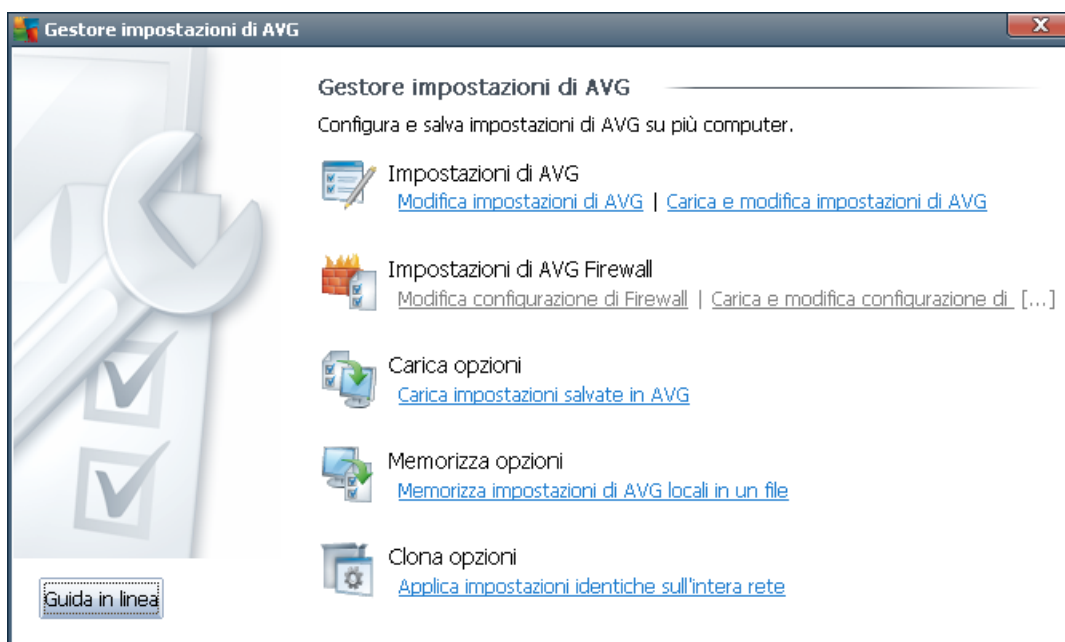 Gestore impostazioni di AVG
Gestore impostazioni di AVG
Configura e salva impostazioni di AVG su più computer.
Impostazioni di AVG
Modifica impostazioni di AVG | Carica e modifica impostazioni di AVG
Impostazioni di AVG Firewall
Modifica configurazione di Firewall | Carica e modifica configurazione di [...]
Carica opzioni
Carica impostazioni salvate in AVG
Memorizza opzioni
Memorizza impostazioni di AVG locali in un file
Clona opzioni
Applica impostazioni identiche sull'intera rete
Guida in linea